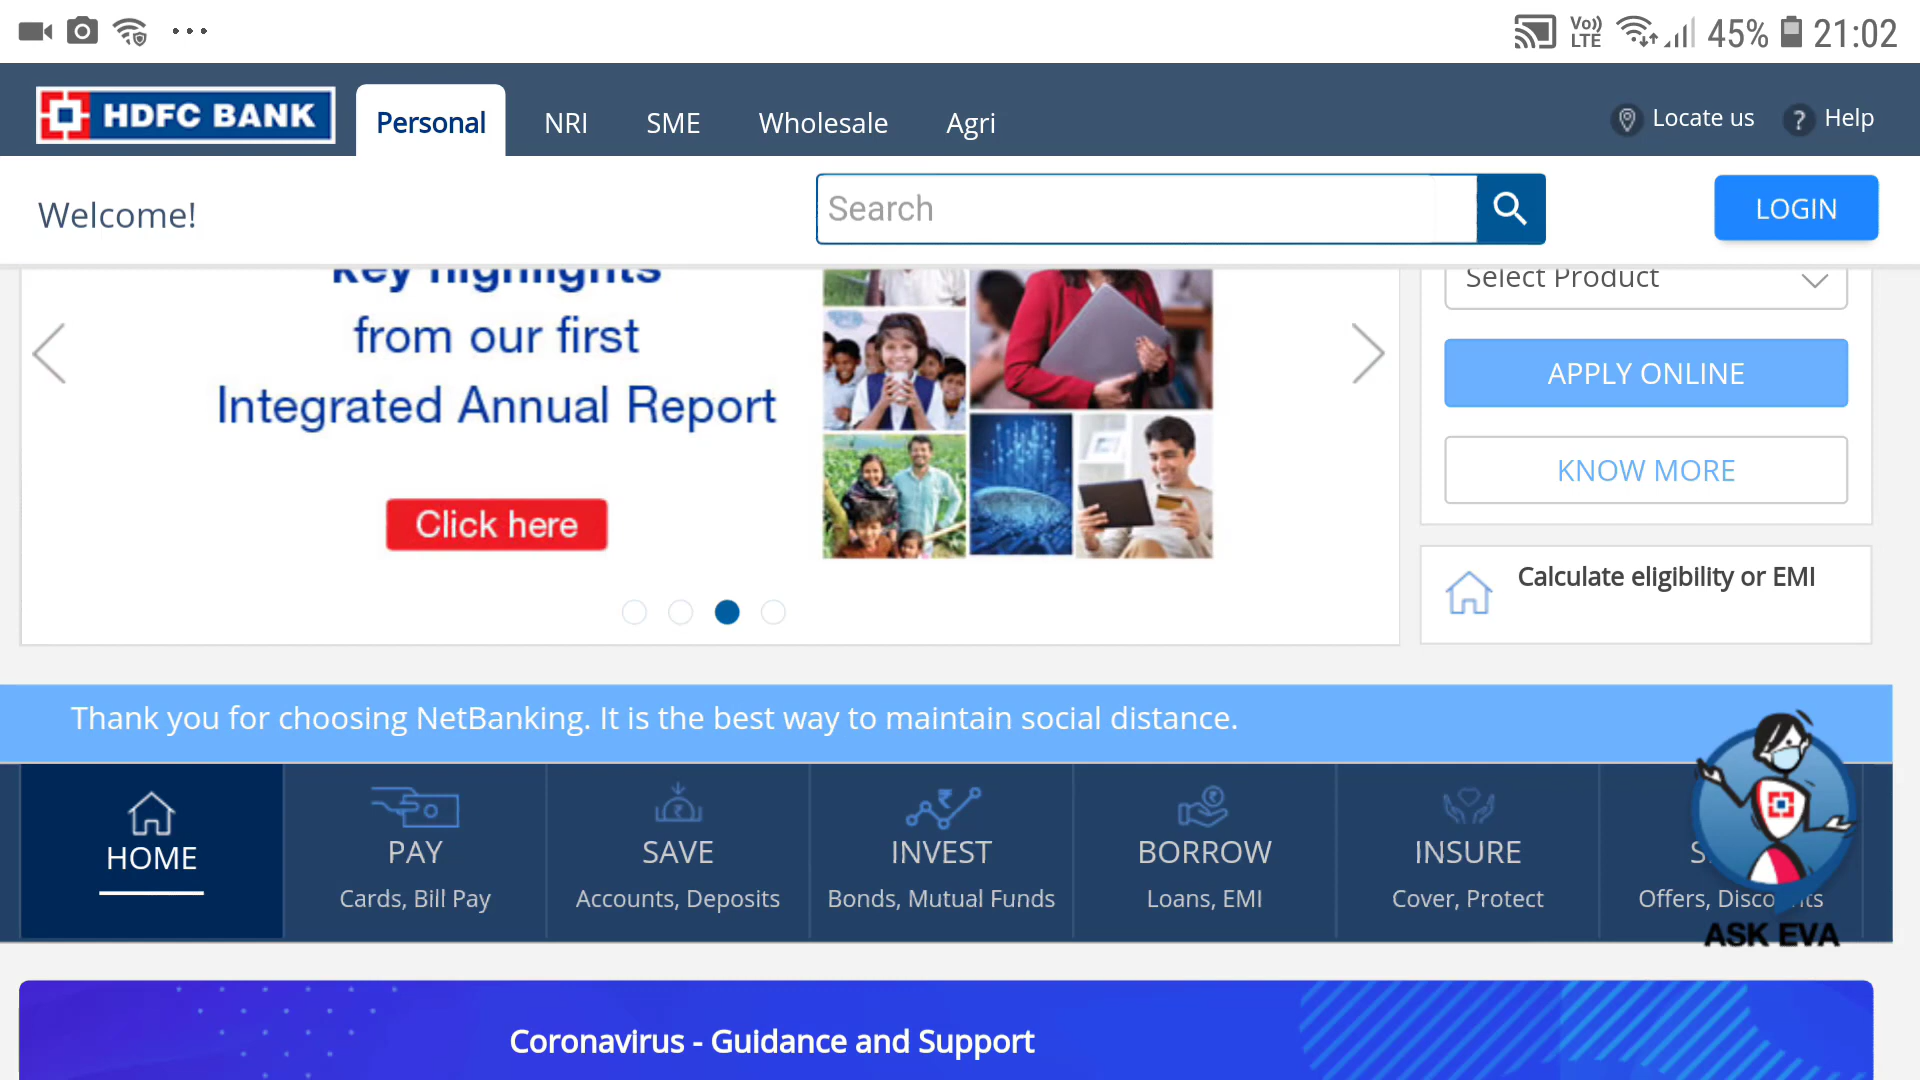 Vo)) LTE 45% 21:02
HDFC BANK Personal NRI SME Wholesale Agri Locate us ? Help
Welcome! Search LOGIN
Key highlights
from our first
Integrated Annual Report
Click here
Select Product
APPLY ONLINE
KNOW MORE
Calculate eligibility or EMI
Thank you for choosing NetBanking. It is the best way to maintain social distance.
HOME
PAY
Cards, Bill Pay
SAVE
Accounts, Deposits
INVEST
Bonds, Mutual Funds
BORROW
Loans, EMI
INSURE
Cover, Protect
Offers,
ASK EVA
Coronavirus - Guidance and Support